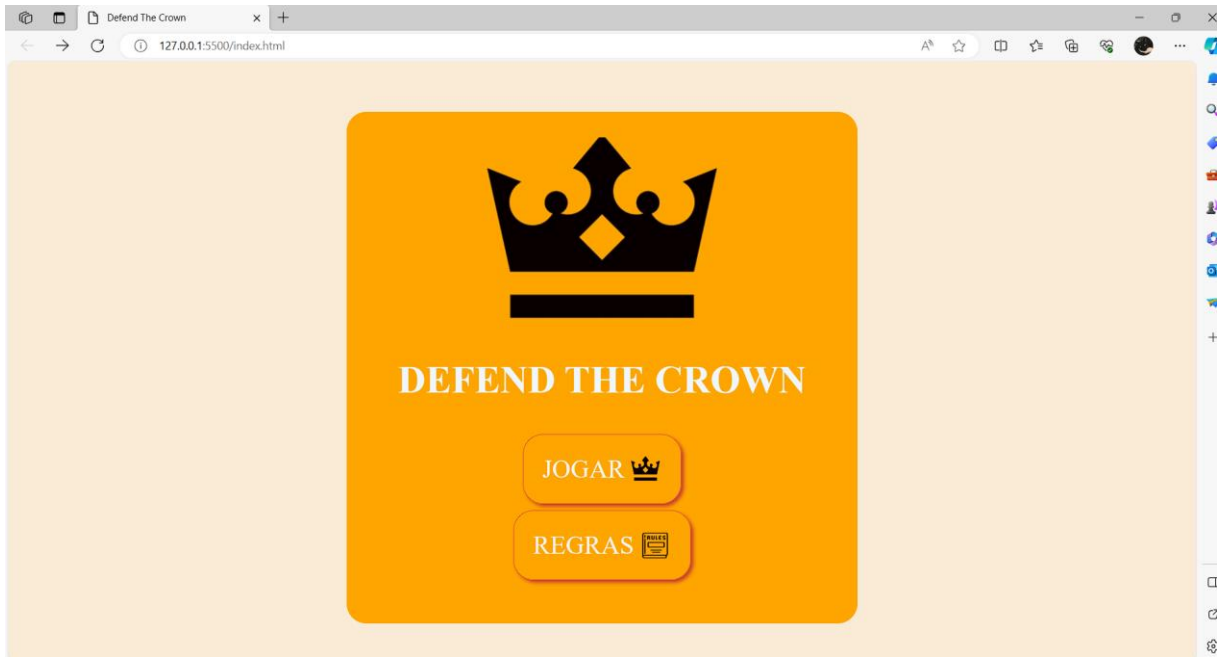 Defend The Crown
127.0.0.1:5500/index.html
DEFEND THE CROWN
JOGAR
REGRAS
RULES